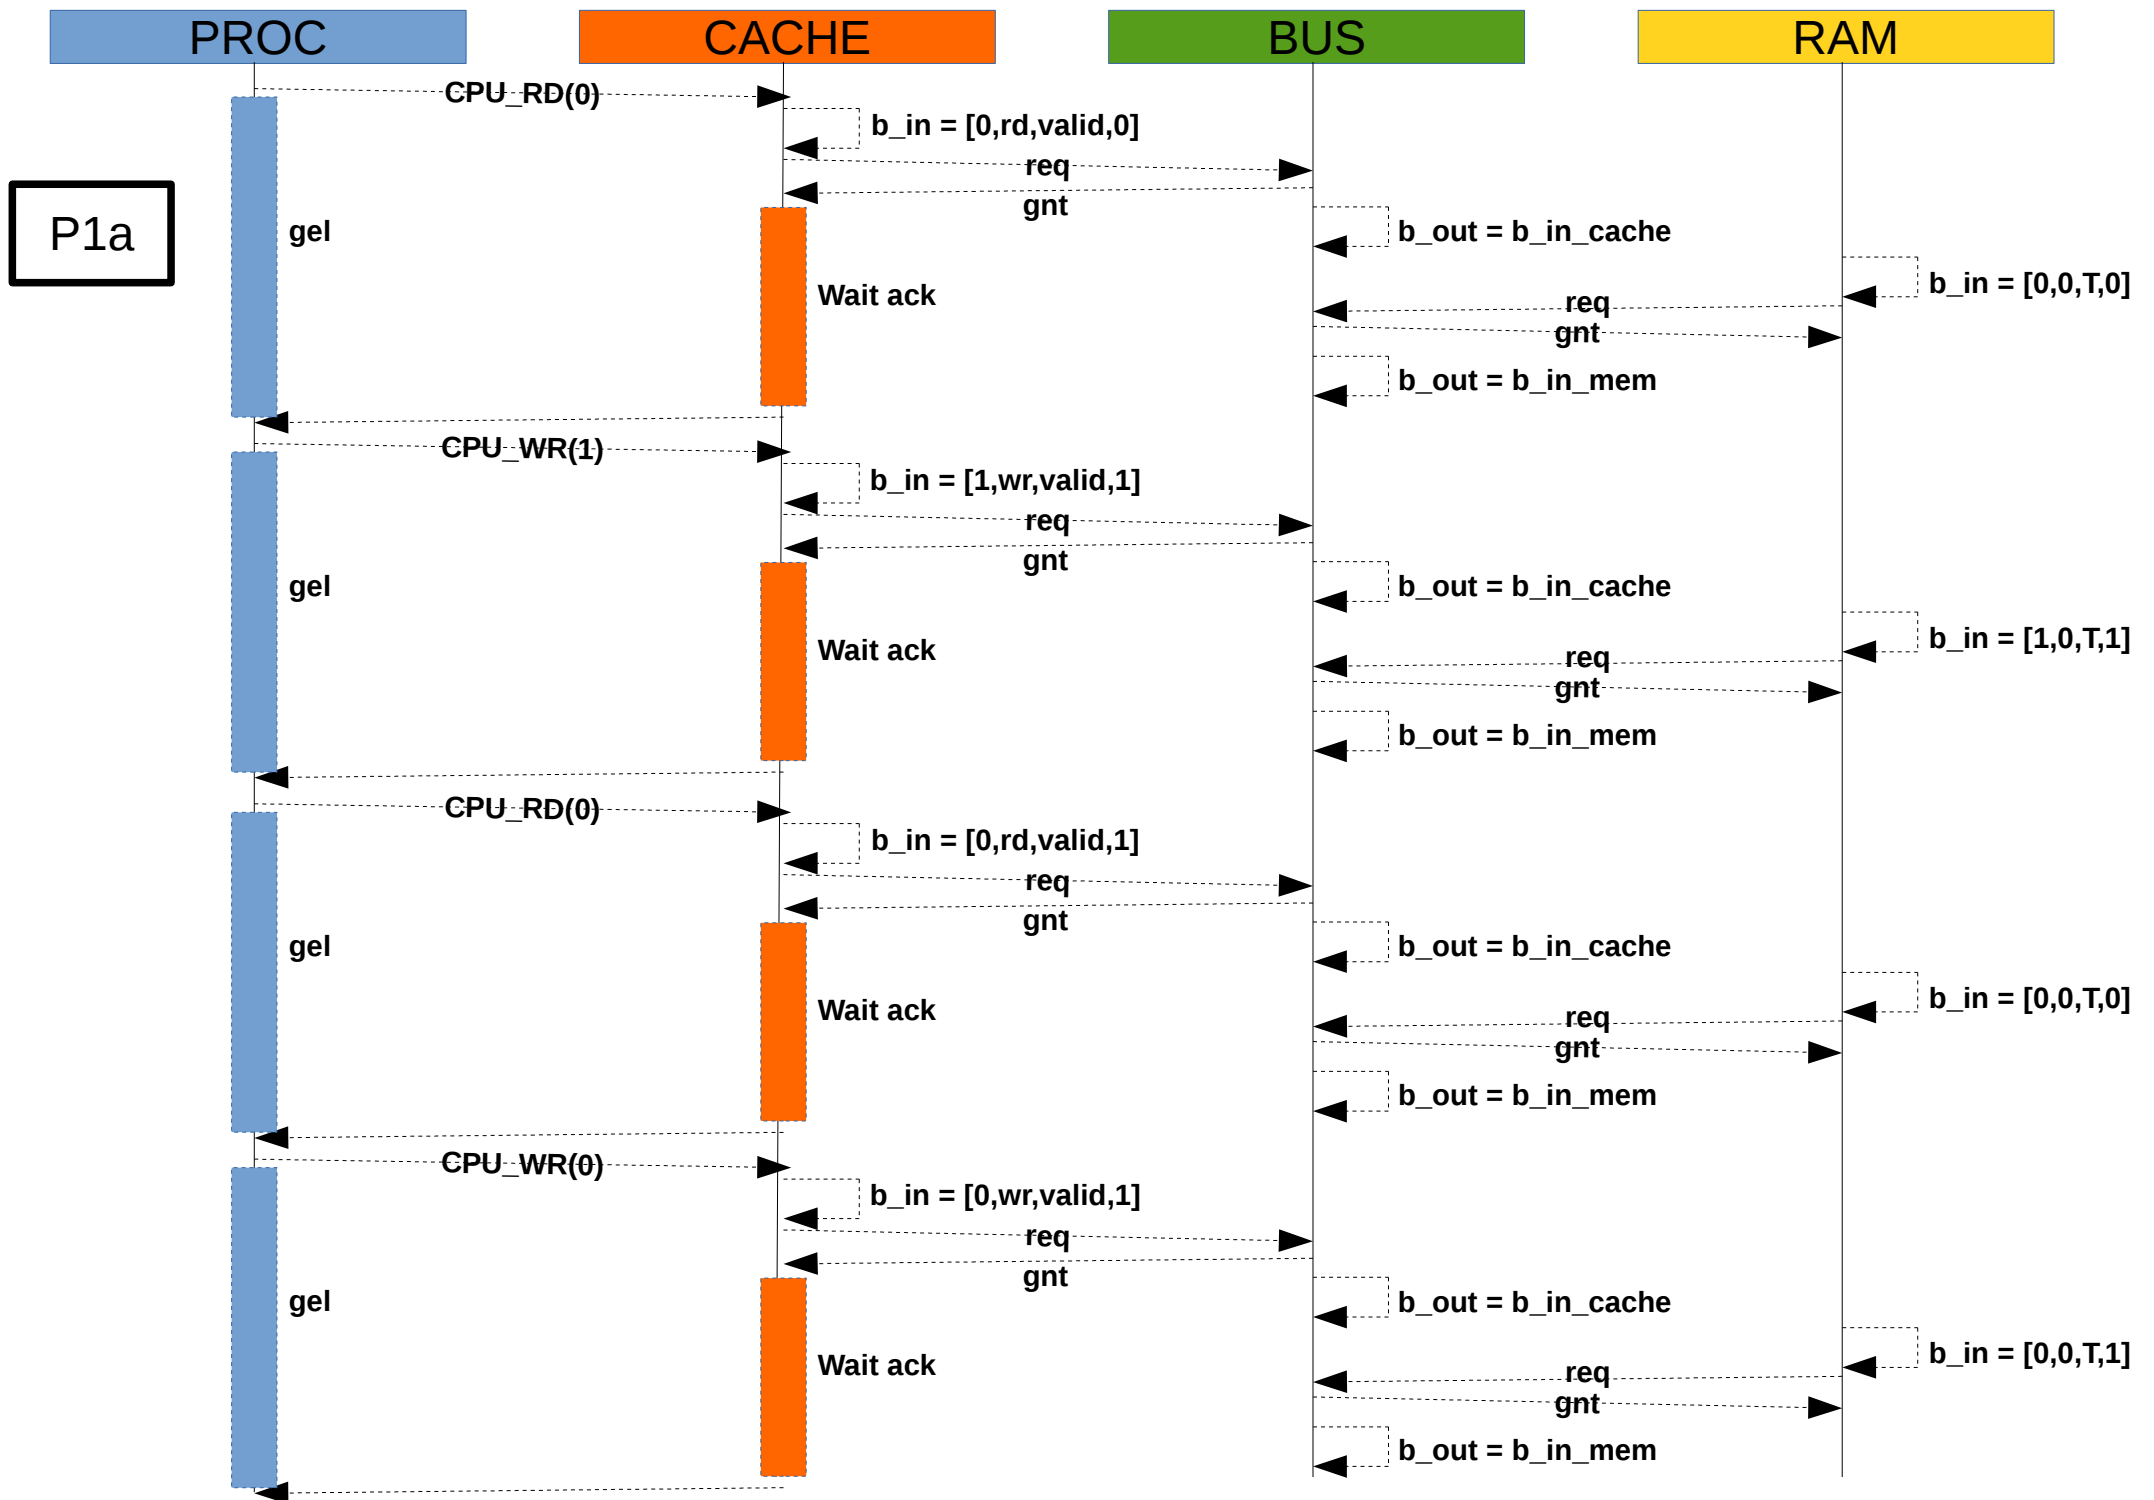 PROC CACHE BUS RAM
CPU_RD(0)
b_in = [0,rd,valid,0]
req
gnt
P1a
gel
b_out = b_in_cache
b_in = [0,0,T,0]
Wait ack
req
gnt
b_out = b_in_mem
CPU_WR(1)
b_in = [1,wr,valid,1]
req
gnt
gel
b_out = b_in_cache
b_in = [1,0,T,1]
Wait ack
req
gnt
b_out = b_in_mem
CPU_RD(0)
b_in = [0,rd,valid,1]
req
gnt
gel
b_out = b_in_cache
b_in = [0,0,T,0]
Wait ack
req
gnt
b_out = b_in_mem
CPU_WR(0)
b_in = [0,wr,valid,1]
req
gnt
gel
b_out = b_in_cache
b_in = [0,0,T,1]
Wait ack
req
gnt
b_out = b_in_mem